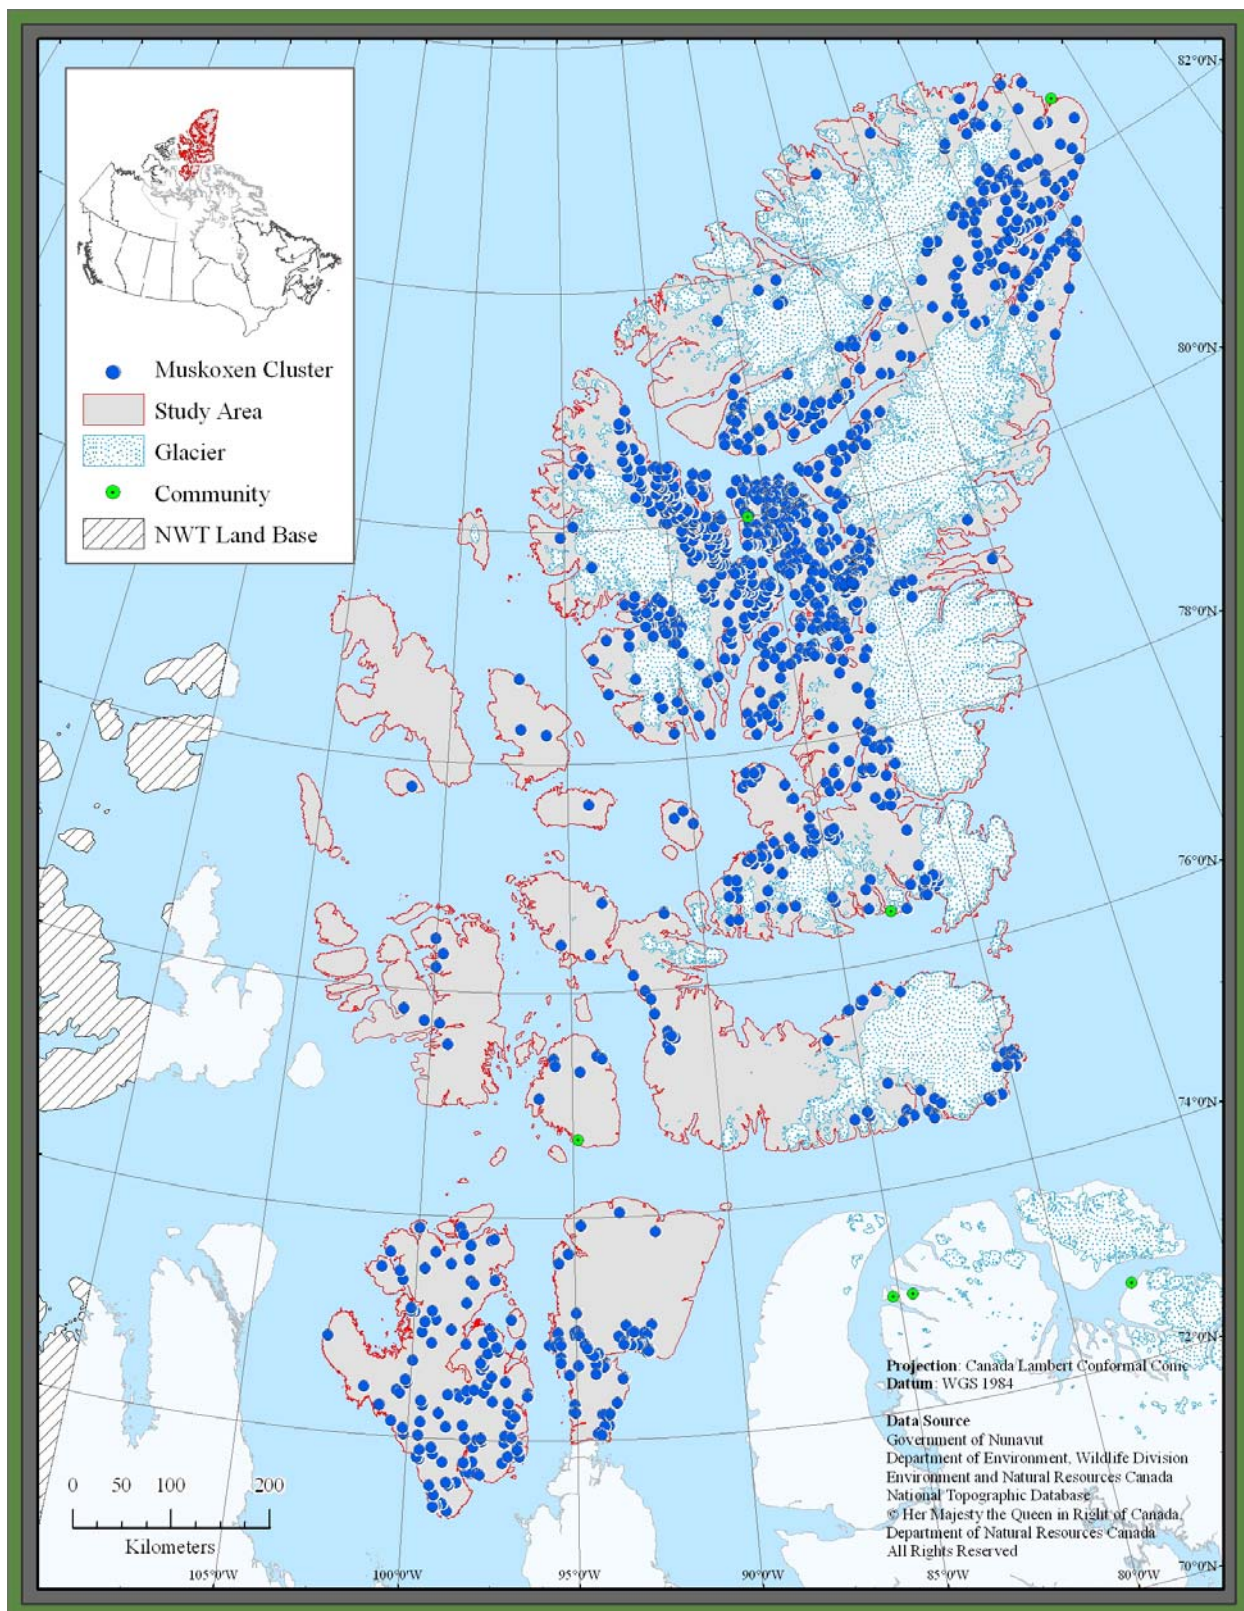 82°0'N
Muskoxen Cluster
Study Area
Glacier
Community
NWT Land Base
80°0'N
78°0'N
76°0'N
74°0'N
72°0'N
Projection: Canada Lambert Conformal Conic
Datum: WGS 1984
Data Source
Government of Nunavut
Department of Environment, Wildlife Division
Environment and Natural Resources Canada
National Topographic Database
© Her Majesty the Queen in Right of Canada,
Department of Natural Resources Canada
All Rights Reserved
0 50 100 200
Kilometers
70°0'N
105°0'W 100°0'W 95°0'W 90°0'W 85°0'W 80°0'W